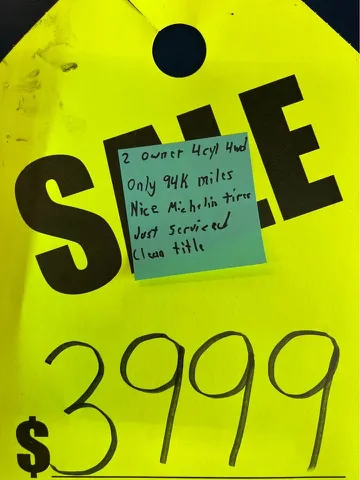 SALE
2 owner 4cyl 4wd
Only 94K miles
Nice Michelin tires
Just serviced
Clean title
$3999